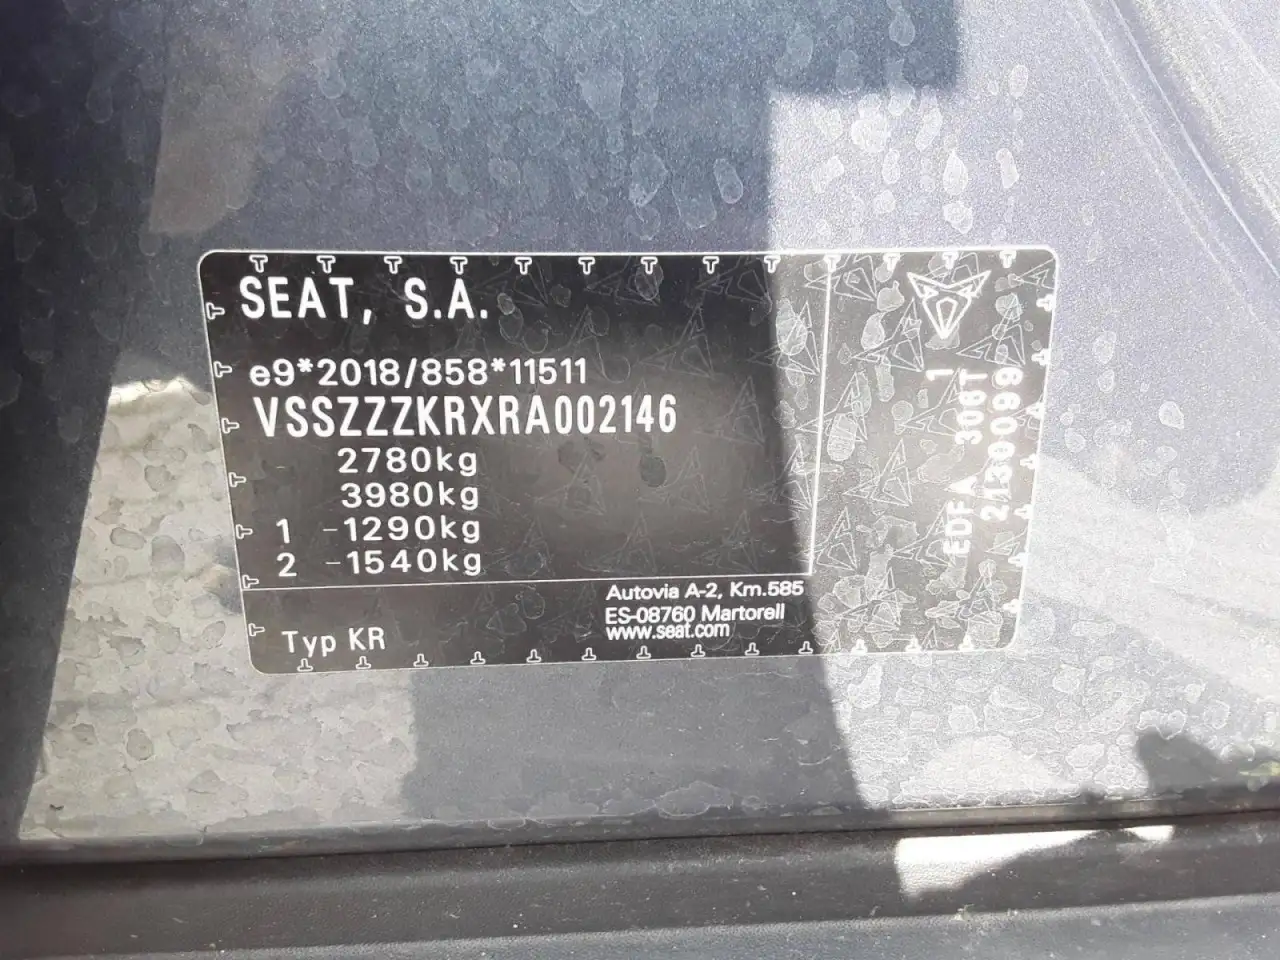 SEAT, S.A.
e9*2018/858*11511
VSSZZZKRXRA002146
2780kg
3980kg
1 -1290kg
2 -1540kg
Typ KR
Autovia A-2, Km.585
ES-08760 Martorell
www.seat.com
EDFA 308T 1
2130099